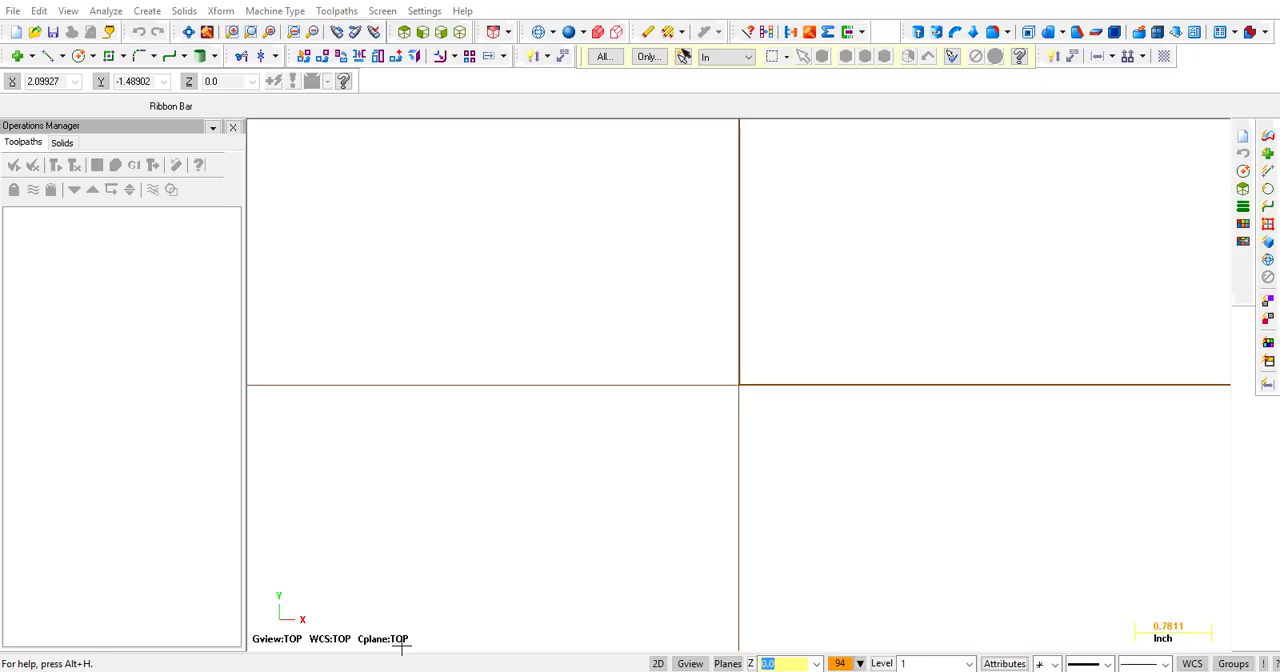 File Edit View Analyze Create Solids Xform Machine Type Toolpaths Screen Settings Help
All... Only... In
X 2.09927 Y -1.48902 Z 0.0
Ribbon Bar
Operations Manager
Toolpaths Solids
G1
Y
X
Gview:TOP WCS:TOP Cplane:TOP
0.7811
Inch
For help, press Alt+H.
2D Gview Planes Z 0.0 94 Level 1 Attributes WCS Groups ! ?